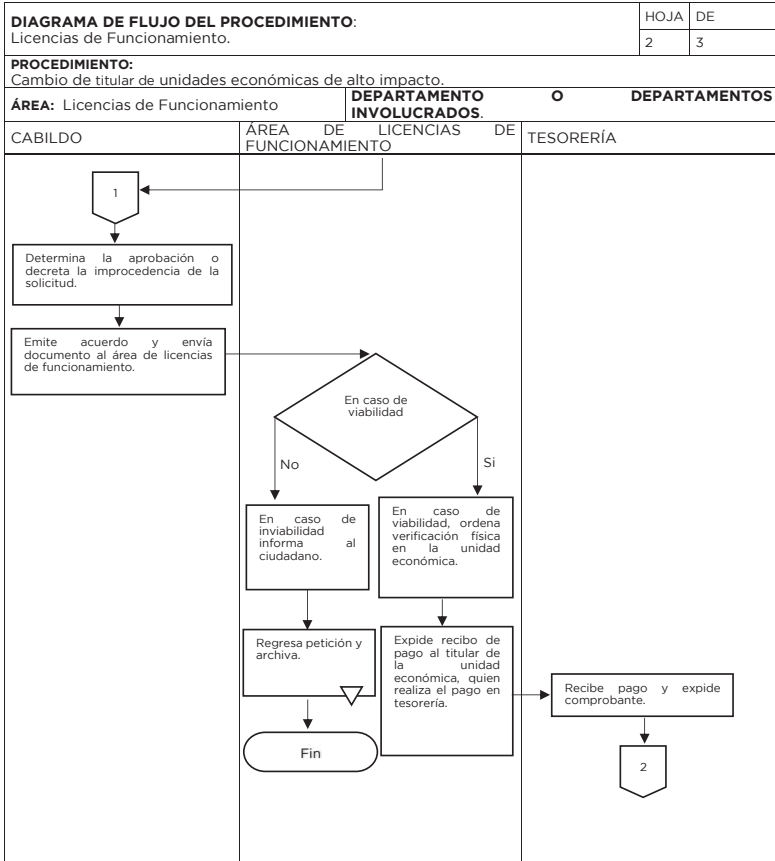 DIAGRAMA DE FLUJO DEL PROCEDIMIENTO:
Licencias de Funcionamiento.
HOJA DE
2 3
PROCEDIMIENTO:
Cambio de titular de unidades económicas de alto impacto.
ÁREA: Licencias de Funcionamiento
DEPARTAMENTO O DEPARTAMENTOS
INVOLUCRADOS.
CABILDO
ÁREA DE LICENCIAS DE
FUNCIONAMIENTO
TESORERÍA
1
Determina la aprobación o
decreta la improcedencia de la
solicitud.
Emite acuerdo y envía
documento al área de licencias
de funcionamiento.
En caso de
viabilidad
No
Si
En caso de
inviabilidad
informa al
ciudadano.
En caso de
viabilidad, ordena
verificación física
en la unidad
económica.
Regresa petición y
archiva.
Expide recibo de
pago al titular de
la unidad
económica, quien
realiza el pago en
tesorería.
Recibe pago y expide
comprobante.
Fin
2